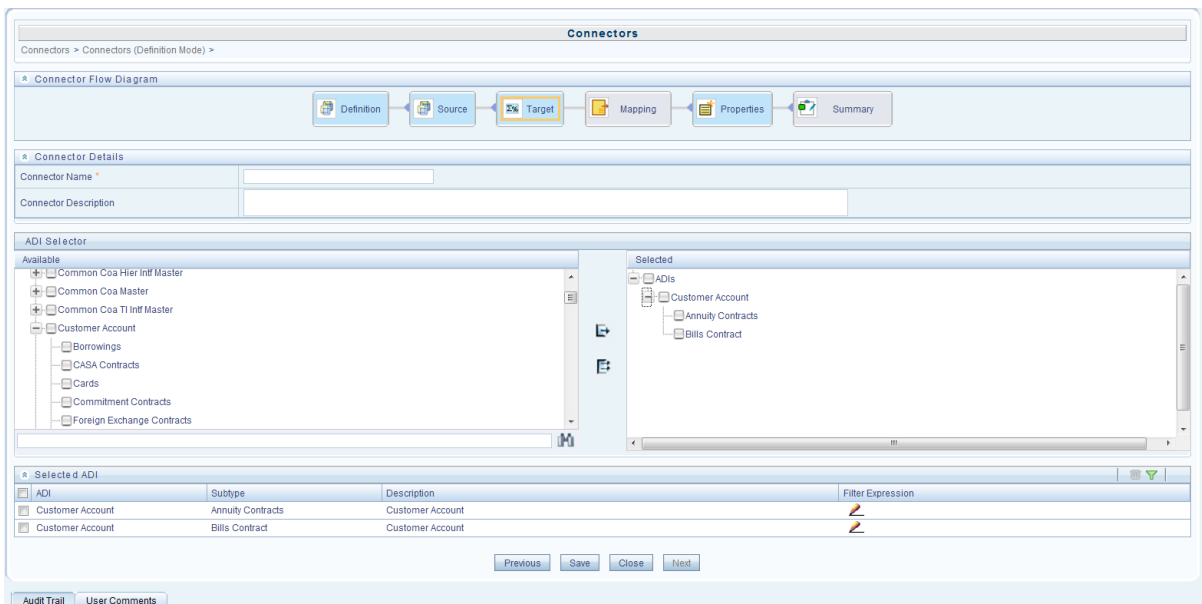 Connectors
Connectors > Connectors (Definition Mode) >
Connector Flow Diagram
Definition Source Target Mapping Properties Summary
Connector Details
Connector Name *
Connector Description
ADI Selector
Available
Common Coa Hier Intf Master
Common Coa Master
Common Coa Tl Intf Master
Customer Account
Borrowings
CASA Contracts
Cards
Commitment Contracts
Foreign Exchange Contracts
Selected
ADIs
Customer Account
Annuity Contracts
Bills Contract
Selected ADI
ADI Subtype Description Filter Expression
Customer Account Annuity Contracts Customer Account
Customer Account Bills Contract Customer Account
Previous Save Close Next
Audit Trail User Comments